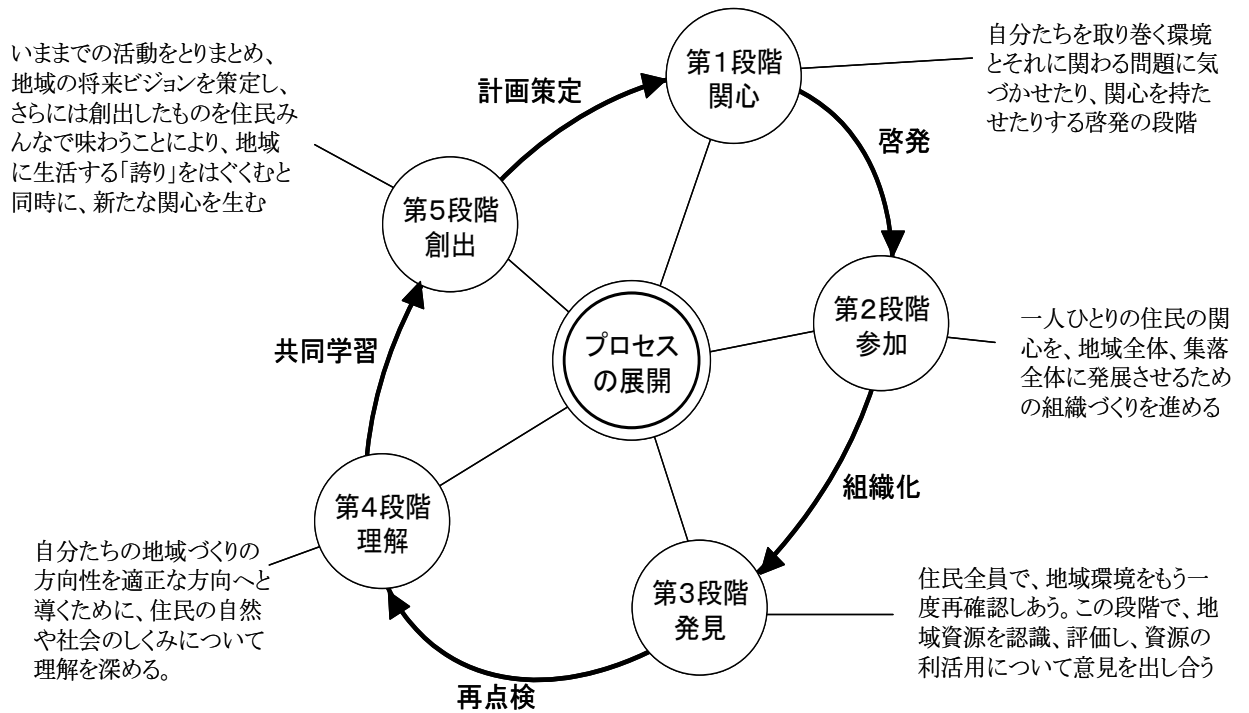 第1段階
関心
自分たちを取り巻く環境
とそれに関わる問題に気
づかせたり、関心を持た
せたりする啓発の段階
啓発
第2段階
参加
一人ひとりの住民の関
心を、地域全体、集落
全体に発展させるため
の組織づくりを進める
組織化
第3段階
発見
住民全員で、地域環境をもう一
度再確認しあう。この段階で、地
域資源を認識、評価し、資源の
利活用について意見を出し合う
再点検
第4段階
理解
自分たちの地域づくりの
方向性を適正な方向へと
導くために、住民の自然
や社会のしくみについて
理解を深める。
共同学習
第5段階
創出
いままでの活動をとりまとめ、
地域の将来ビジョンを策定し、
さらには創出したものを住民み
んなで味わうことにより、地域
に生活する「誇り」をはぐくむと
同時に、新たな関心を生む
計画策定
プロセス
の展開